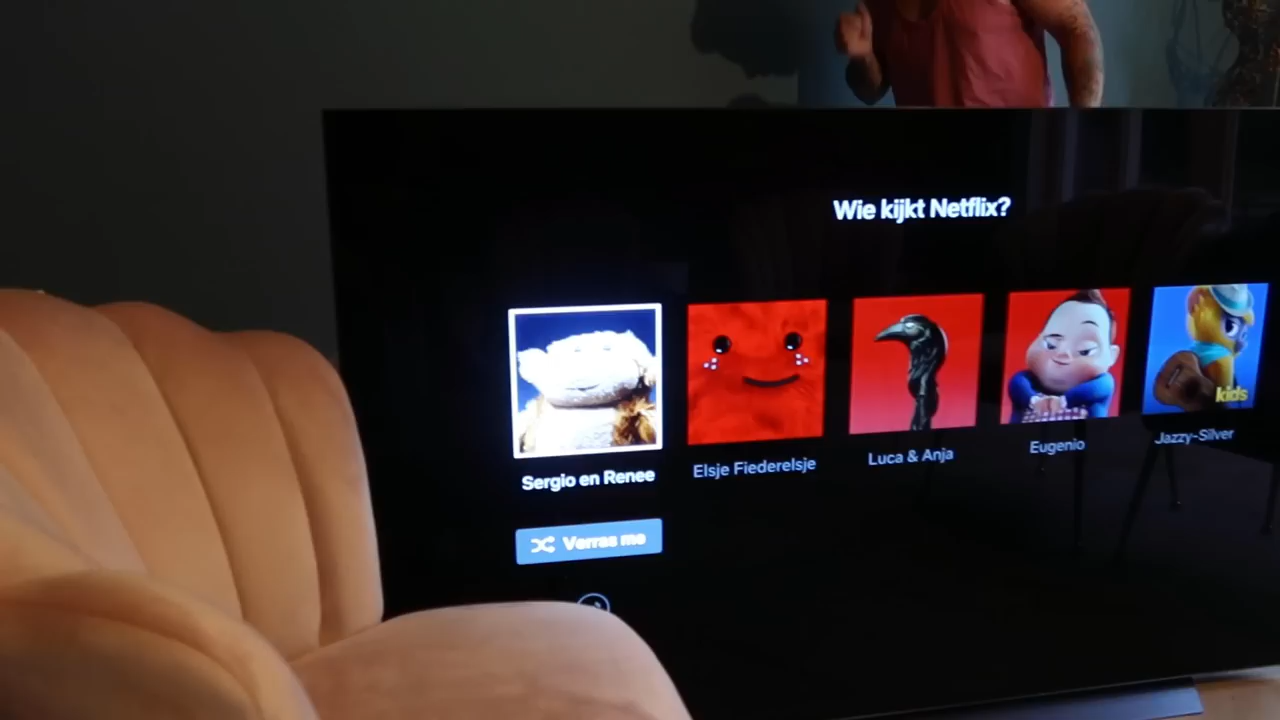 Wie kijkt Netflix?
kids
Sergio en Renee
Elsje Fiederelsje
Luca & Anja
Eugenio
Jazzy-Silver
Verras me